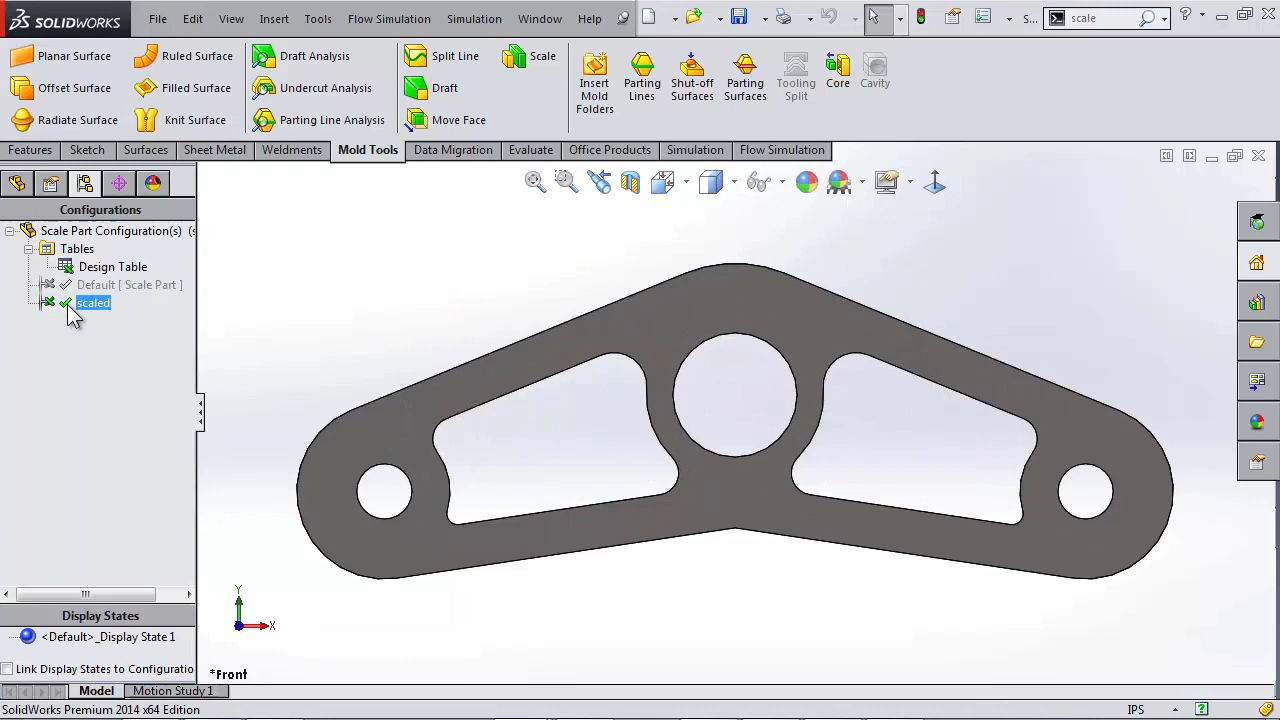 SOLIDWORKS File Edit View Insert Tools Flow Simulation Simulation Window Help s... scale ?
Planar Surface Ruled Surface Draft Analysis Split Line Scale
Offset Surface Filled Surface Undercut Analysis Draft
Radiate Surface Knit Surface Parting Line Analysis Move Face
Insert Mold Folders Parting Lines Shut-off Surfaces Parting Surfaces Tooling Split Core Cavity
Features Sketch Surfaces Sheet Metal Weldments Mold Tools Data Migration Evaluate Office Products Simulation Flow Simulation
Configurations
Scale Part Configuration(s) (s
Tables
Design Table
Default [ Scale Part ]
scaled
Y
X
Display States
<Default>_Display State 1
Link Display States to Configuratio
*Front
Model Motion Study 1
SolidWorks Premium 2014 x64 Edition IPS ?